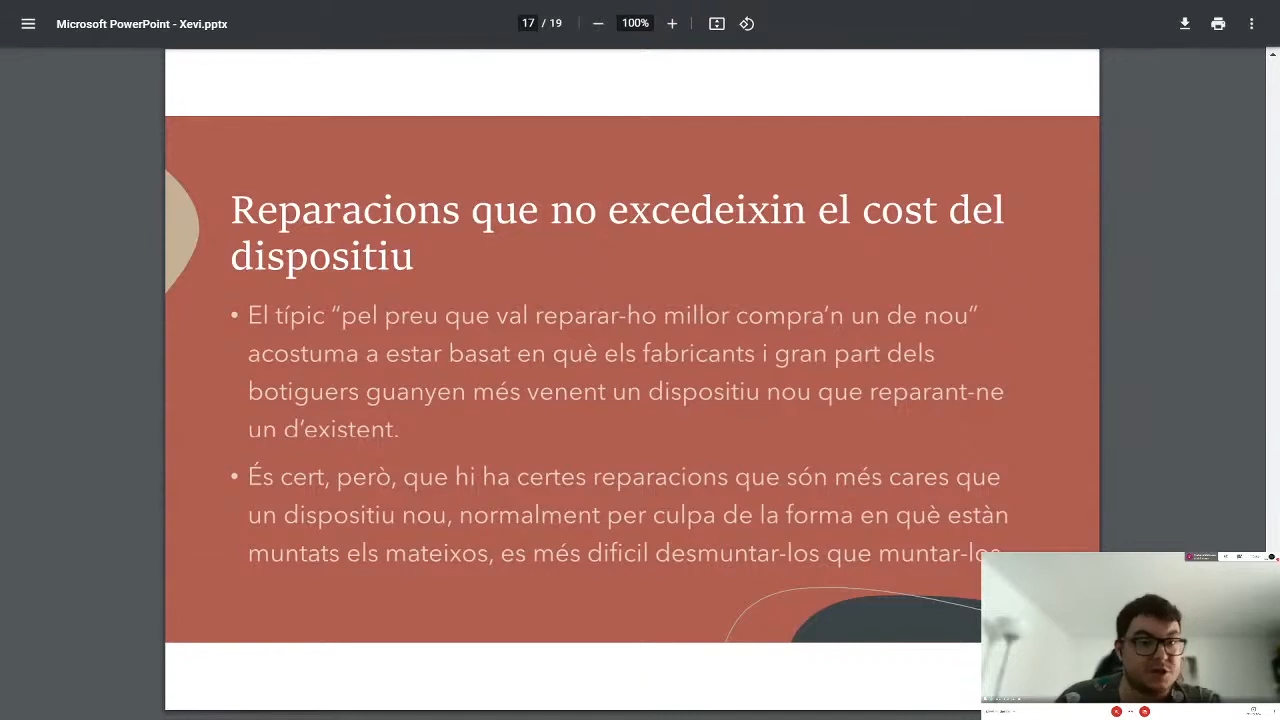 Microsoft PowerPoint - Xevi.pptx
17 / 19
100%
Reparacions que no excedeixin el cost del
dispositiu
• El típic “pel preu que val reparar-ho millor compra’n un de nou”
acostuma a estar basat en què els fabricants i gran part dels
botiguers guanyen més venent un dispositiu nou que reparant-ne
un d’existent.
• És cert, però, que hi ha certes reparacions que són més cares que
un dispositiu nou, normalment per culpa de la forma en què estàn
muntats els mateixos, es més dificil desmuntar-los que muntar-los